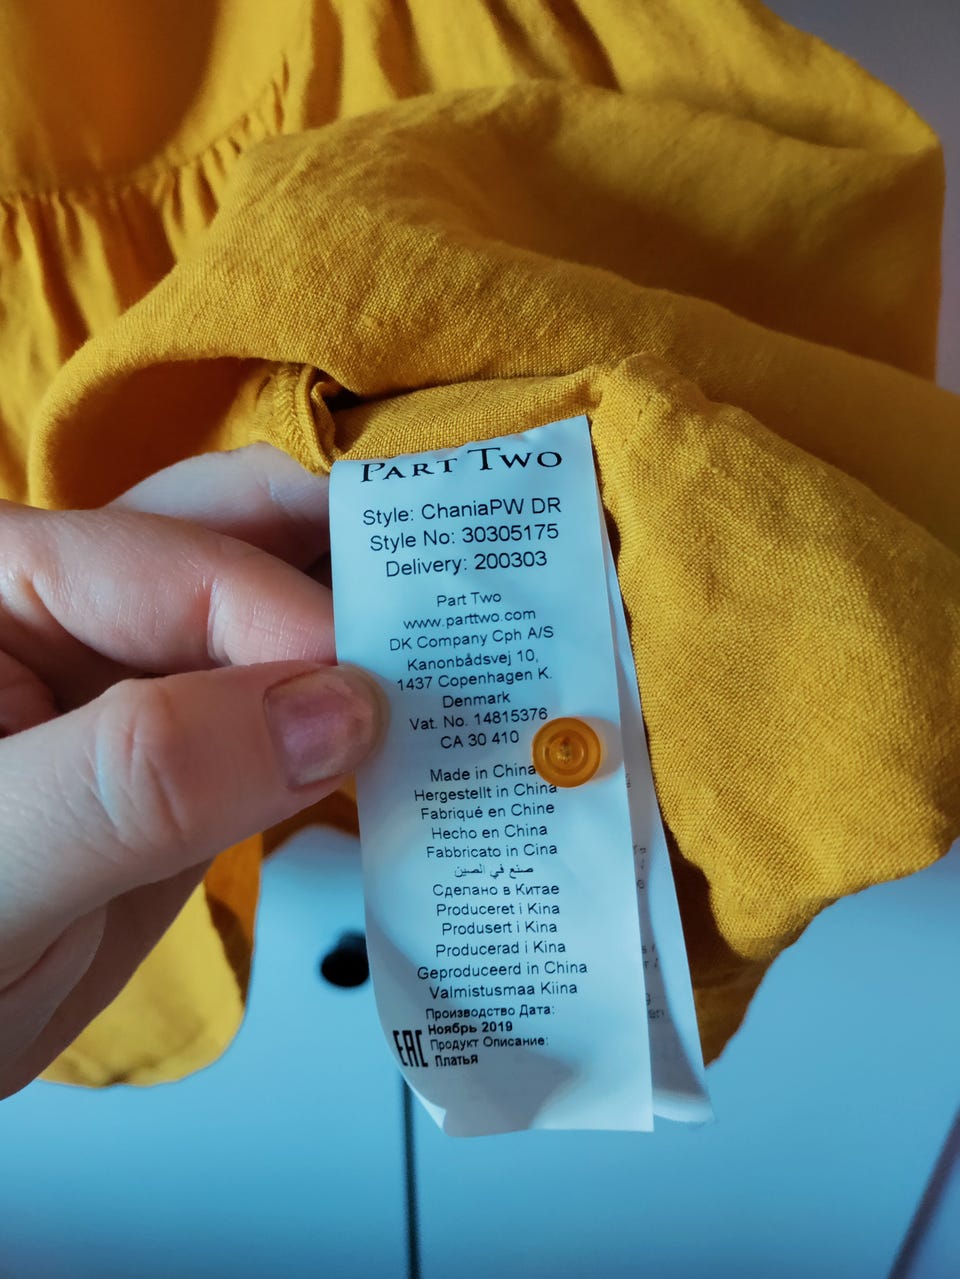 PART TWO
Style: ChaniaPW DR
Style No: 30305175
Delivery: 200303
Part Two
www.parttwo.com
DK Company Cph A/S
Kanonbådsvej 10,
1437 Copenhagen K.
Denmark
Vat. No. 14815376
CA 30 410
Made in China
Hergestellt in China
Fabriqué en Chine
Hecho en China
Fabbricato in Cina
صنع في الصين
Сделано в Китае
Produceret i Kina
Produsert i Kina
Producerad i Kina
Geproduceerd in China
Valmistusmaa Kiina
Производство Дата:
Ноябрь 2019
Продукт Описание:
Платья
EAC